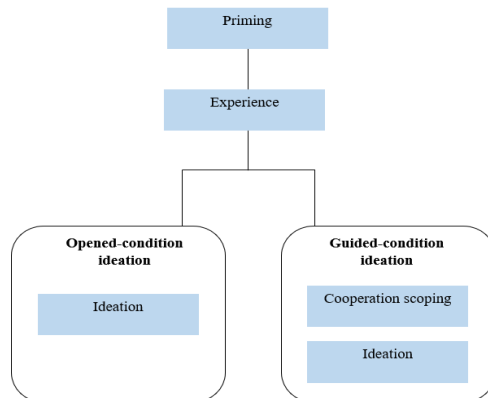 Priming
Experience
Opened-condition
ideation
Ideation
Guided-condition
ideation
Cooperation scoping
Ideation